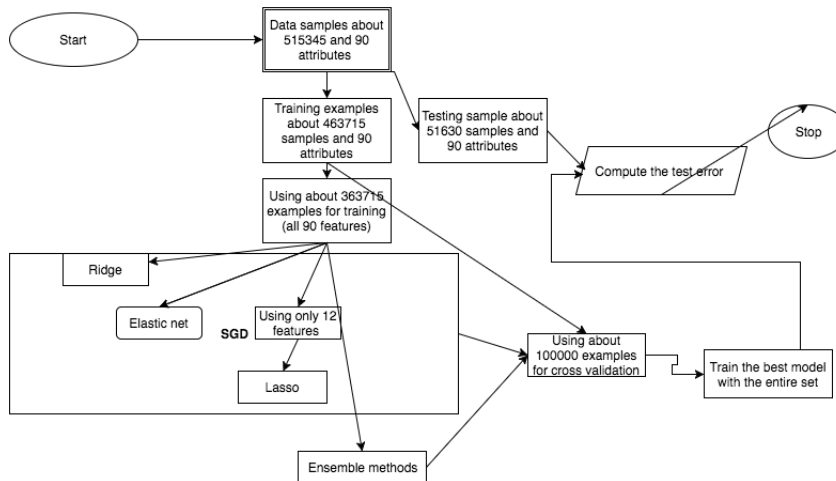 Start
Data samples about
515345 and 90
attributes
Training examples
about 463715
samples and 90
attributes
Testing sample about
51630 samples and
90 attributes
Compute the test error
Stop
Using about 363715
examples for training
(all 90 features)
Ridge
Elastic net
SGD
Using only 12
features
Lasso
Using about
100000 examples
for cross validation
Train the best model
with the entire set
Ensemble methods